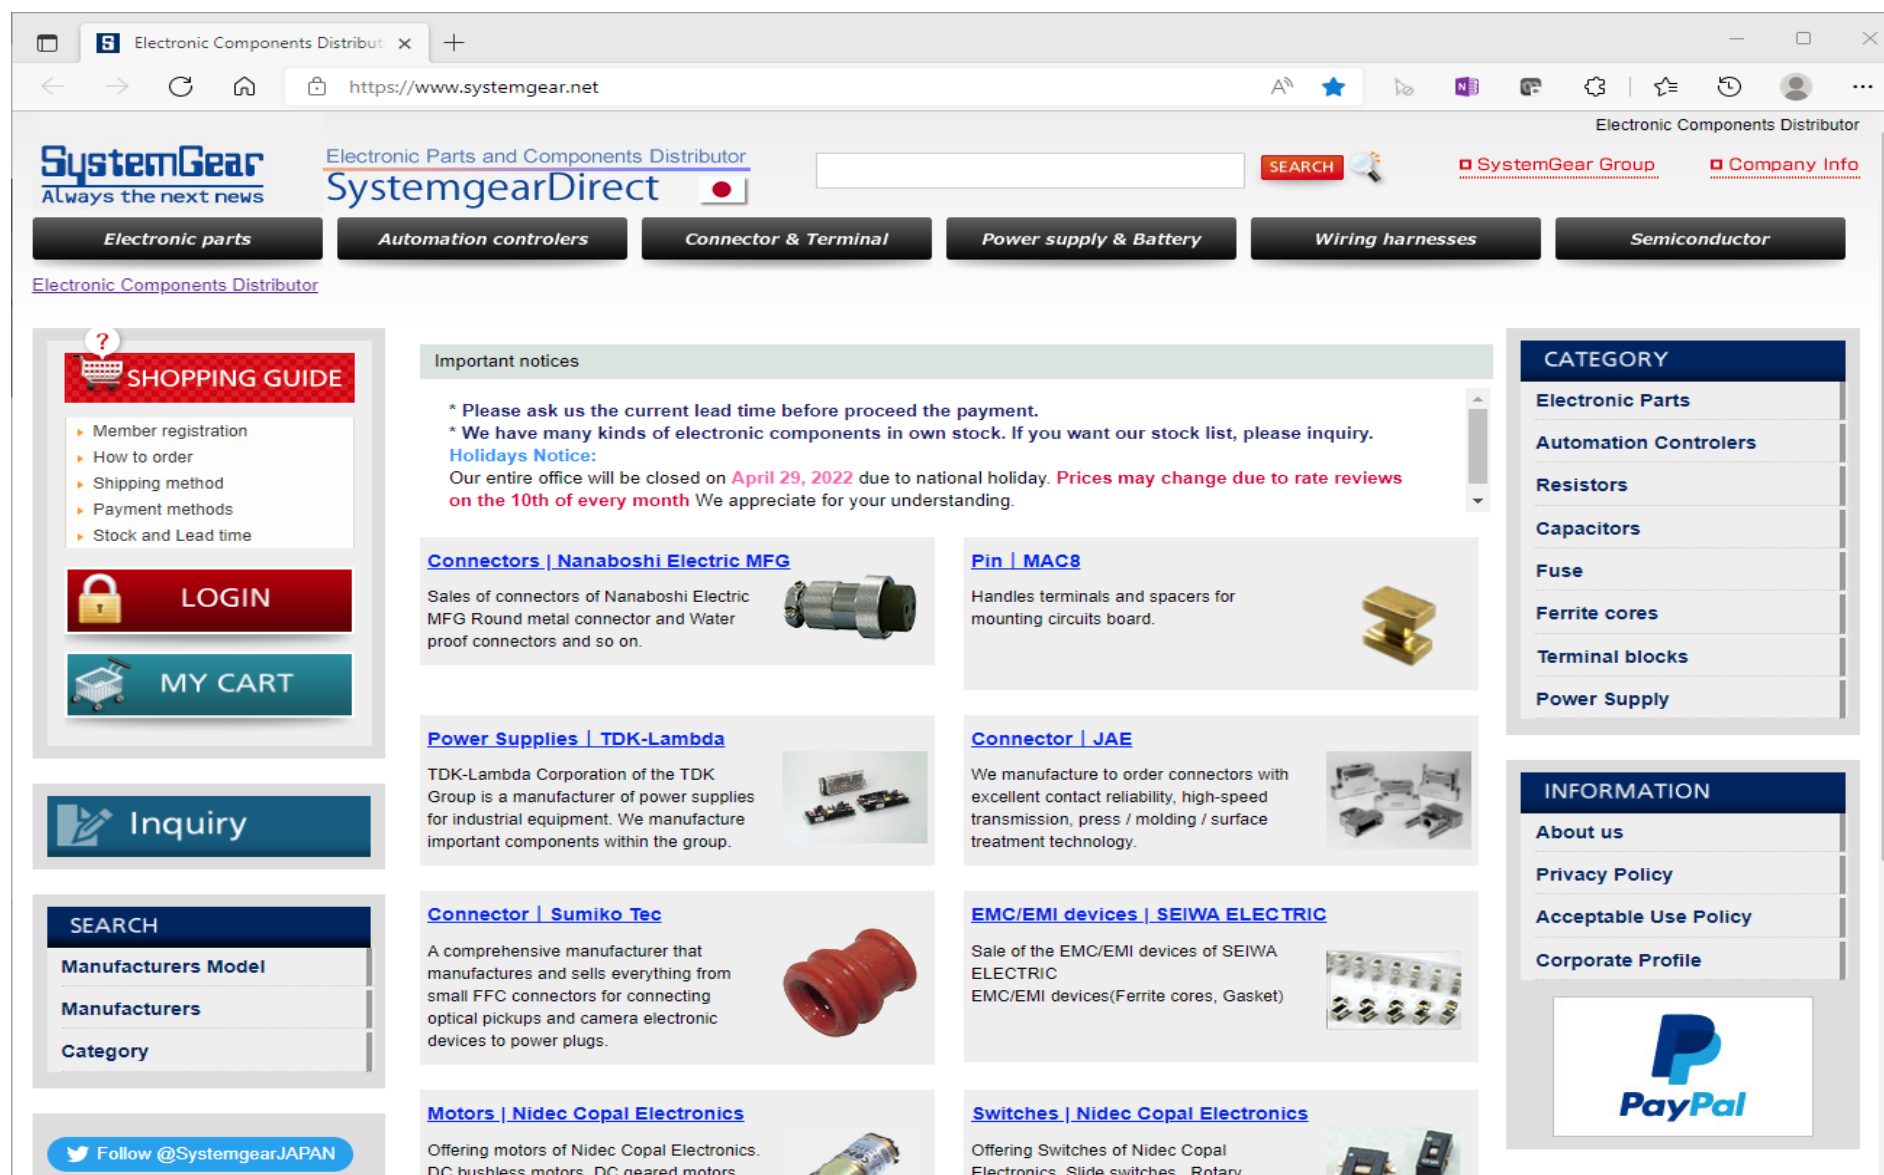 Electronic Components Distribut
https://www.systemgear.net
Electronic Components Distributor
SystemGear
Always the next news
Electronic Parts and Components Distributor
SystemgearDirect
SEARCH
SystemGear Group
Company Info
Electronic parts
Automation controlers
Connector & Terminal
Power supply & Battery
Wiring harnesses
Semiconductor
Electronic Components Distributor
?
SHOPPING GUIDE
Member registration
How to order
Shipping method
Payment methods
Stock and Lead time
LOGIN
MY CART
Inquiry
SEARCH
Manufacturers Model
Manufacturers
Category
Follow @SystemgearJAPAN
Important notices
* Please ask us the current lead time before proceed the payment.
* We have many kinds of electronic components in own stock. If you want our stock list, please inquiry.
Holidays Notice:
Our entire office will be closed on April 29, 2022 due to national holiday. Prices may change due to rate reviews
on the 10th of every month We appreciate for your understanding.
Connectors | Nanaboshi Electric MFG
Sales of connectors of Nanaboshi Electric
MFG Round metal connector and Water
proof connectors and so on.
Pin | MAC8
Handles terminals and spacers for
mounting circuits board.
Power Supplies | TDK-Lambda
TDK-Lambda Corporation of the TDK
Group is a manufacturer of power supplies
for industrial equipment. We manufacture
important components within the group.
Connector | JAE
We manufacture to order connectors with
excellent contact reliability, high-speed
transmission, press / molding / surface
treatment technology.
Connector | Sumiko Tec
A comprehensive manufacturer that
manufactures and sells everything from
small FFC connectors for connecting
optical pickups and camera electronic
devices to power plugs.
EMC/EMI devices | SEIWA ELECTRIC
Sale of the EMC/EMI devices of SEIWA
ELECTRIC
EMC/EMI devices(Ferrite cores, Gasket)
Motors | Nidec Copal Electronics
Offering motors of Nidec Copal Electronics.
DC bushless motors, DC geared motors
Switches | Nidec Copal Electronics
Offering Switches of Nidec Copal
Electronics. Slide switches, Rotary
CATEGORY
Electronic Parts
Automation Controlers
Resistors
Capacitors
Fuse
Ferrite cores
Terminal blocks
Power Supply
INFORMATION
About us
Privacy Policy
Acceptable Use Policy
Corporate Profile
PayPal